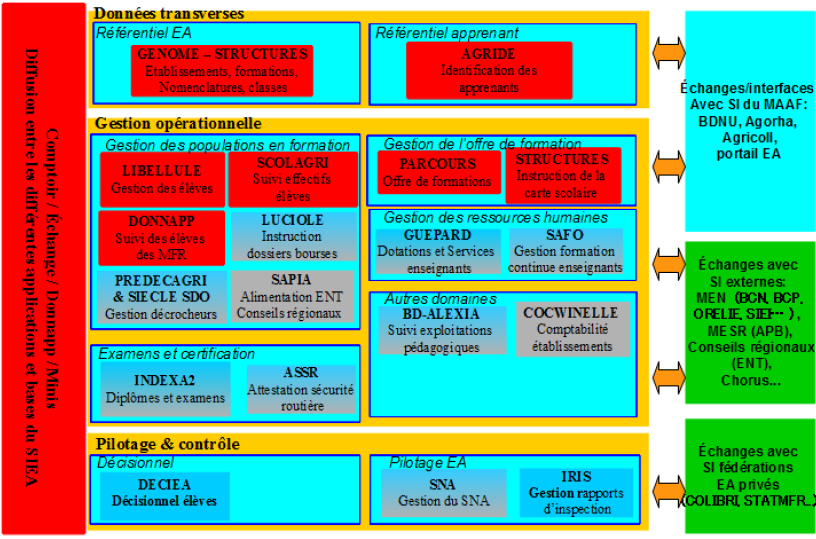 Comptoir / Échange / Donnapp / Minis
Diffusion entre les différentes applications et bases du SIEA
Données transverses
Référentiel EA
GENOME – STRUCTURES
Etablissements, formations,
Nomenclatures, classes
Référentiel apprenant
AGRIDE
Identification des
apprenants
Gestion opérationnelle
Gestion des populations en formation
LIBELLULE
Gestion des élèves
SCOLAGRI
Suivi effectifs
élèves
DONNAPP
Suivi des élèves
des MFR
LUCIOLE
Instruction
dossiers bourses
PREDECAGRI
& SIECLE SDO
Gestion décrocheurs
SAPIA
Alimentation ENT
Conseils régionaux
Gestion de l'offre de formation
PARCOURS
Offre de formations
STRUCTURES
Instruction de la
carte scolaire
Gestion des ressources humaines
GUEPARD
Dotations et Services
enseignants
SAFO
Gestion formation
continue enseignants
Autres domaines
BD-ALEXIA
Suivi exploitations
pédagogiques
COCWINELLE
Comptabilité
établissements
Examens et certification
INDEXA2
Diplômes et examens
ASSR
Attestation sécurité
routière
Pilotage & contrôle
Décisionnel
DECIEA
Décisionnel élèves
Pilotage EA
SNA
Gestion du SNA
IRIS
Gestion rapports
d'inspection
Échanges/interfaces
Avec SI du MAAF:
BDNU, Agorha,
Agricoll,
portail EA
Échanges avec
SI externes:
MEN (BCN, BCP,
ORELIE, SIEF... ),
MESR (APB),
Conseils régionaux
(ENT),
Chorus...
Échanges avec
SI fédérations
EA privés
(COLIBRI, STATMFR...)